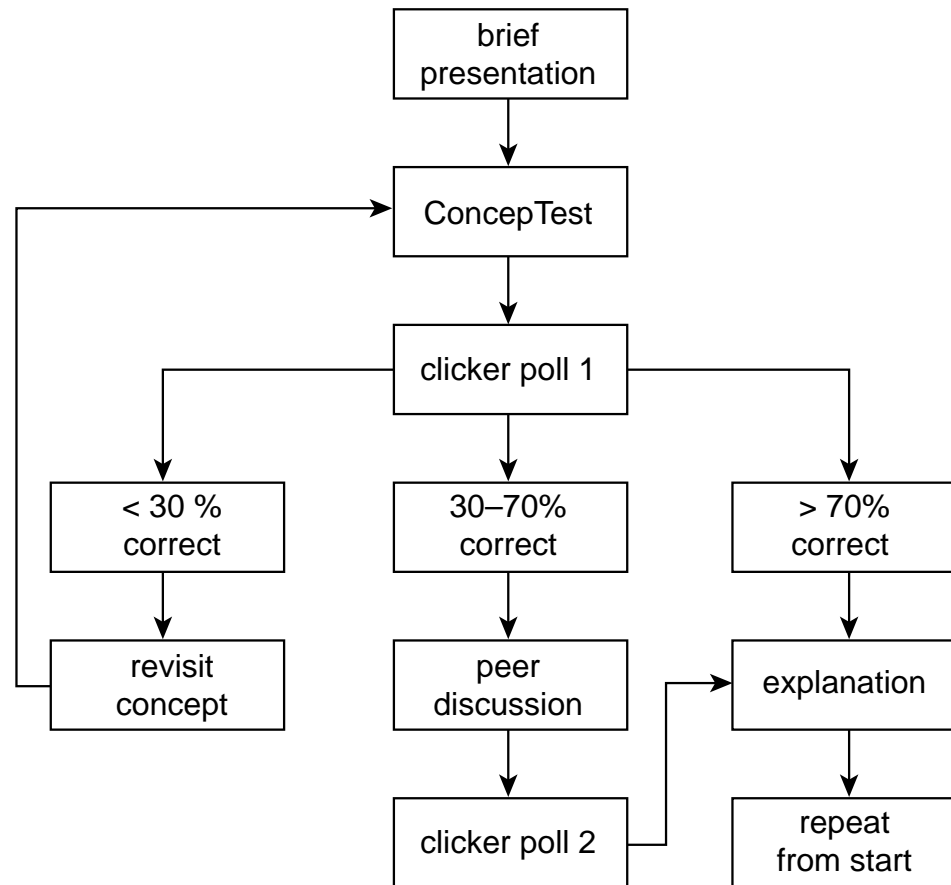 brief
presentation
ConcepTest
clicker poll 1
< 30 %
correct
30–70%
correct
> 70%
correct
revisit
concept
peer
discussion
explanation
clicker poll 2
repeat
from start